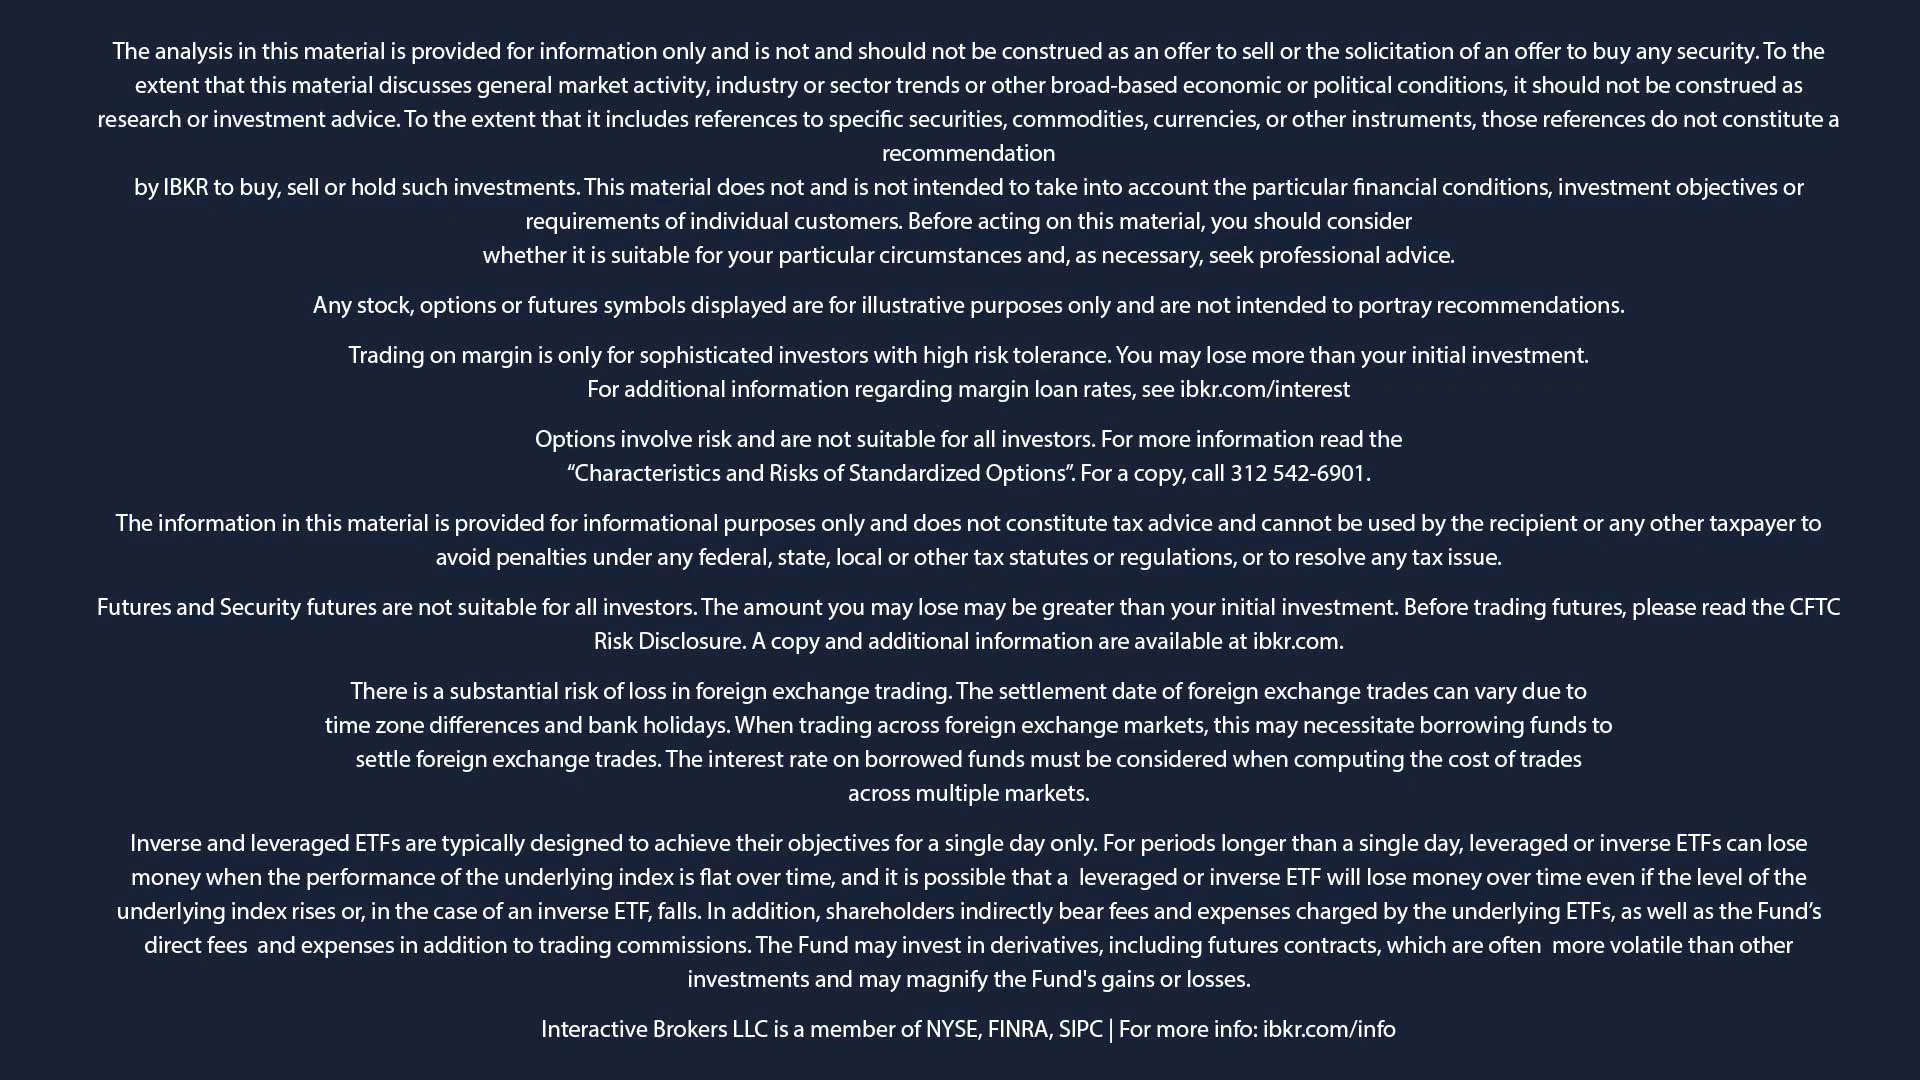 The analysis in this material is provided for information only and is not and should not be construed as an offer to sell or the solicitation of an offer to buy any security. To the
extent that this material discusses general market activity, industry or sector trends or other broad-based economic or political conditions, it should not be construed as
research or investment advice. To the extent that it includes references to specific securities, commodities, currencies, or other instruments, those references do not constitute a
recommendation
by IBKR to buy, sell or hold such investments. This material does not and is not intended to take into account the particular financial conditions, investment objectives or
requirements of individual customers. Before acting on this material, you should consider
whether it is suitable for your particular circumstances and, as necessary, seek professional advice.
Any stock, options or futures symbols displayed are for illustrative purposes only and are not intended to portray recommendations.
Trading on margin is only for sophisticated investors with high risk tolerance. You may lose more than your initial investment.
For additional information regarding margin loan rates, see ibkr.com/interest
Options involve risk and are not suitable for all investors. For more information read the
“Characteristics and Risks of Standardized Options”. For a copy, call 312 542-6901.
The information in this material is provided for informational purposes only and does not constitute tax advice and cannot be used by the recipient or any other taxpayer to
avoid penalties under any federal, state, local or other tax statutes or regulations, or to resolve any tax issue.
Futures and Security futures are not suitable for all investors. The amount you may lose may be greater than your initial investment. Before trading futures, please read the CFTC
Risk Disclosure. A copy and additional information are available at ibkr.com.
There is a substantial risk of loss in foreign exchange trading. The settlement date of foreign exchange trades can vary due to
time zone differences and bank holidays. When trading across foreign exchange markets, this may necessitate borrowing funds to
settle foreign exchange trades. The interest rate on borrowed funds must be considered when computing the cost of trades
across multiple markets.
Inverse and leveraged ETFs are typically designed to achieve their objectives for a single day only. For periods longer than a single day, leveraged or inverse ETFs can lose
money when the performance of the underlying index is flat over time, and it is possible that a  leveraged or inverse ETF will lose money over time even if the level of the
underlying index rises or, in the case of an inverse ETF, falls. In addition, shareholders indirectly bear fees and expenses charged by the underlying ETFs, as well as the Fund’s
direct fees  and expenses in addition to trading commissions. The Fund may invest in derivatives, including futures contracts, which are often  more volatile than other
investments and may magnify the Fund's gains or losses.
Interactive Brokers LLC is a member of NYSE, FINRA, SIPC | For more info: ibkr.com/info